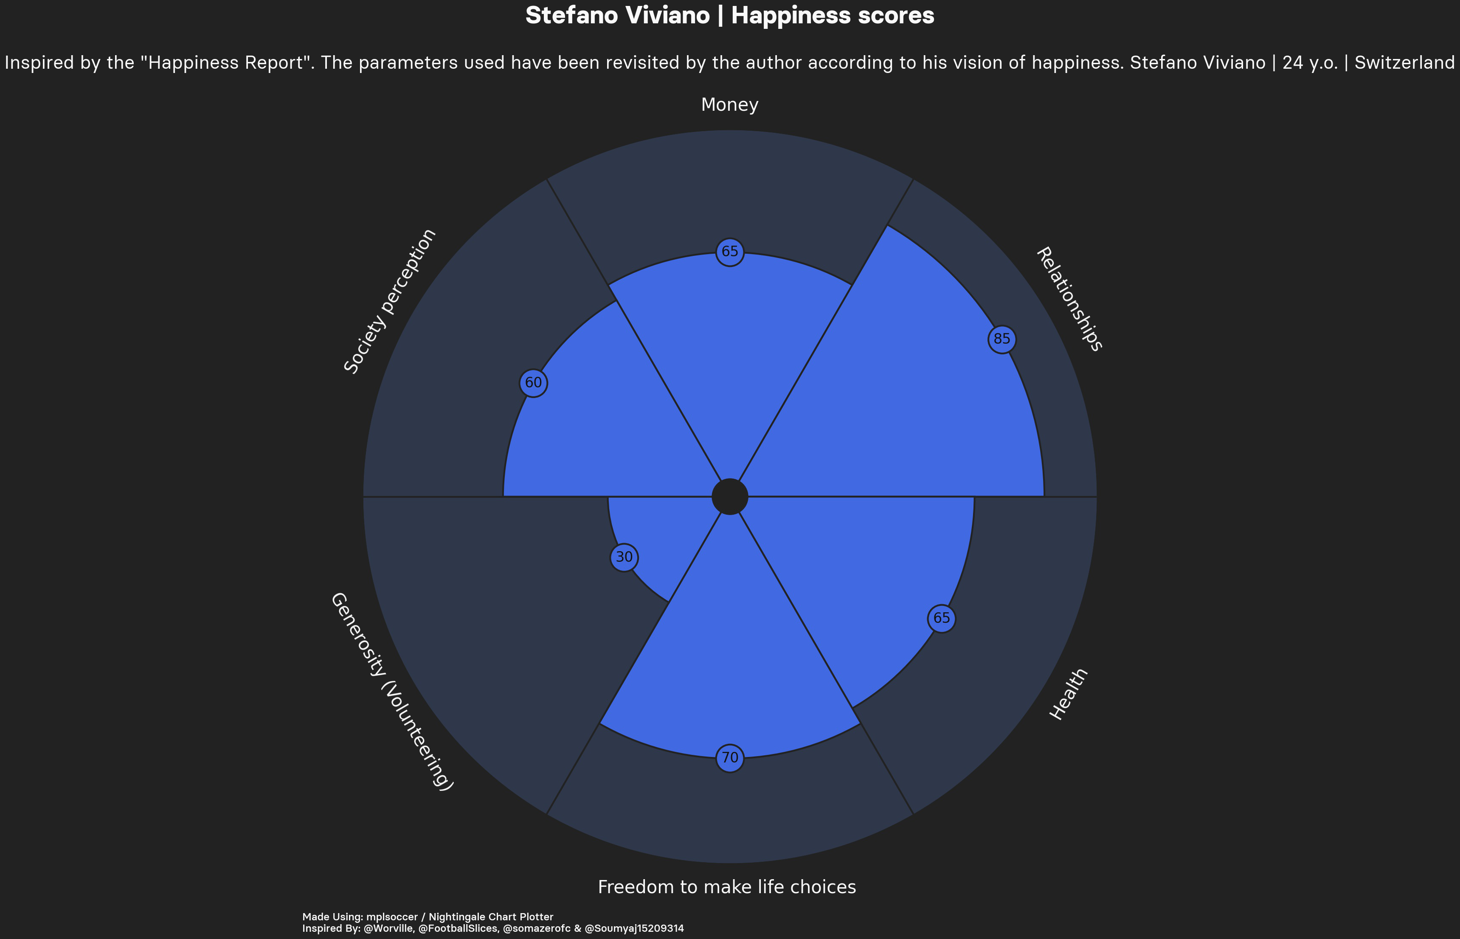 Stefano Viviano | Happiness scores
Inspired by the "Happiness Report". The parameters used have been revisited by the author according to his vision of happiness. Stefano Viviano | 24 y.o. | Switzerland
Money
Relationships
Society perception
65
85
60
30
65
70
Generosity (Volunteering)
Health
Freedom to make life choices
Made Using: mplsoccer / Nightingale Chart Plotter
Inspired By: @Worville, @FootballSlices, @somazerofc & @Soumyaj15209314